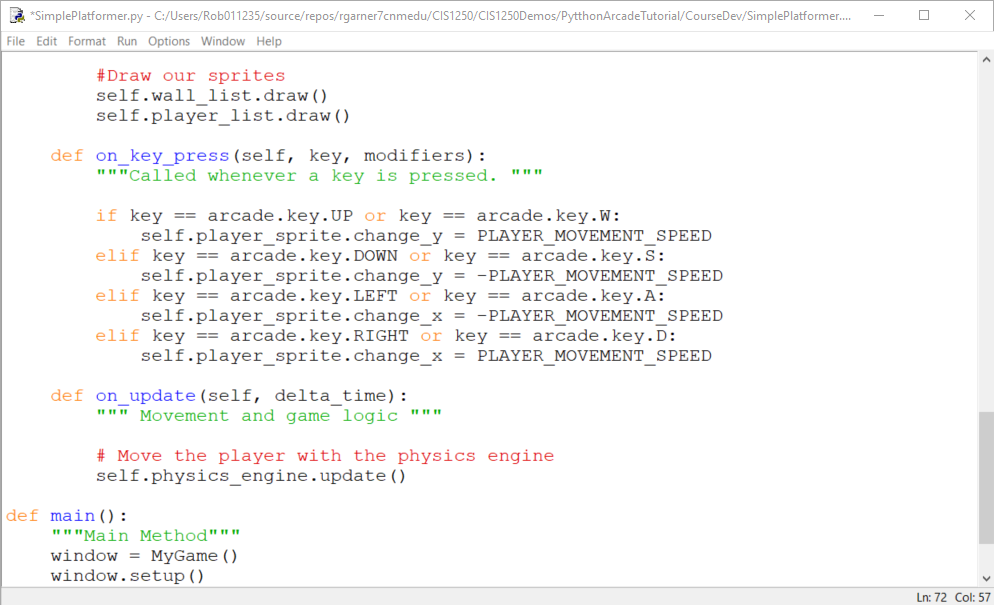 *SimplePlatformer.py - C:/Users/Rob011235/source/repos/rgarner7cnmedu/CIS1250/CIS1250Demos/PytthonArcadeTutorial/CourseDev/SimplePlatformer....
File Edit Format Run Options Window Help
#Draw our sprites
self.wall_list.draw()
self.player_list.draw()
def on_key_press(self, key, modifiers):
"""Called whenever a key is pressed. """
if key == arcade.key.UP or key == arcade.key.W:
self.player_sprite.change_y = PLAYER_MOVEMENT_SPEED
elif key == arcade.key.DOWN or key == arcade.key.S:
self.player_sprite.change_y = -PLAYER_MOVEMENT_SPEED
elif key == arcade.key.LEFT or key == arcade.key.A:
self.player_sprite.change_x = -PLAYER_MOVEMENT_SPEED
elif key == arcade.key.RIGHT or key == arcade.key.D:
self.player_sprite.change_x = PLAYER_MOVEMENT_SPEED
def on_update(self, delta_time):
""" Movement and game logic """
# Move the player with the physics engine
self.physics_engine.update()
def main():
"""Main Method"""
window = MyGame()
window.setup()
Ln: 72 Col: 57